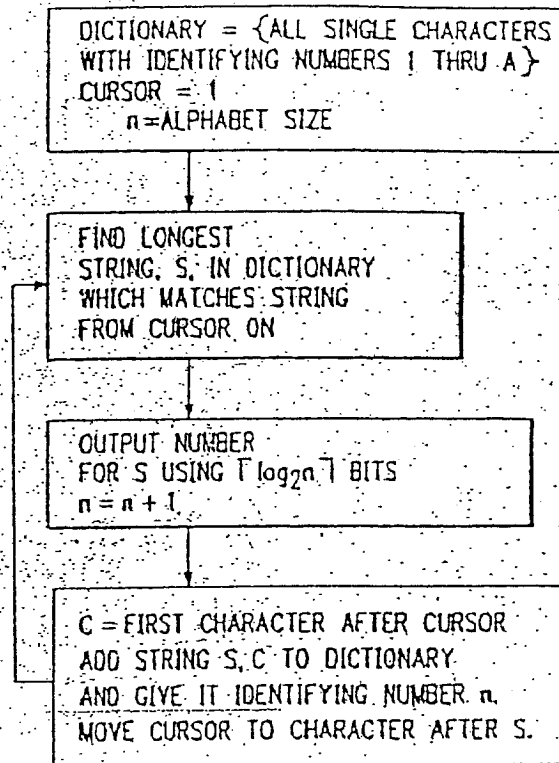 DICTIONARY = {ALL SINGLE CHARACTERS
WITH IDENTIFYING NUMBERS 1 THRU A}
CURSOR = 1
n=ALPHABET SIZE
FIND LONGEST
STRING, S, IN DICTIONARY
WHICH MATCHES STRING
FROM CURSOR ON
OUTPUT NUMBER
FOR S USING ⌈log₂n⌉ BITS
n = n + 1
C = FIRST CHARACTER AFTER CURSOR
ADD STRING S, C TO DICTIONARY
AND GIVE IT IDENTIFYING NUMBER n.
MOVE CURSOR TO CHARACTER AFTER S.